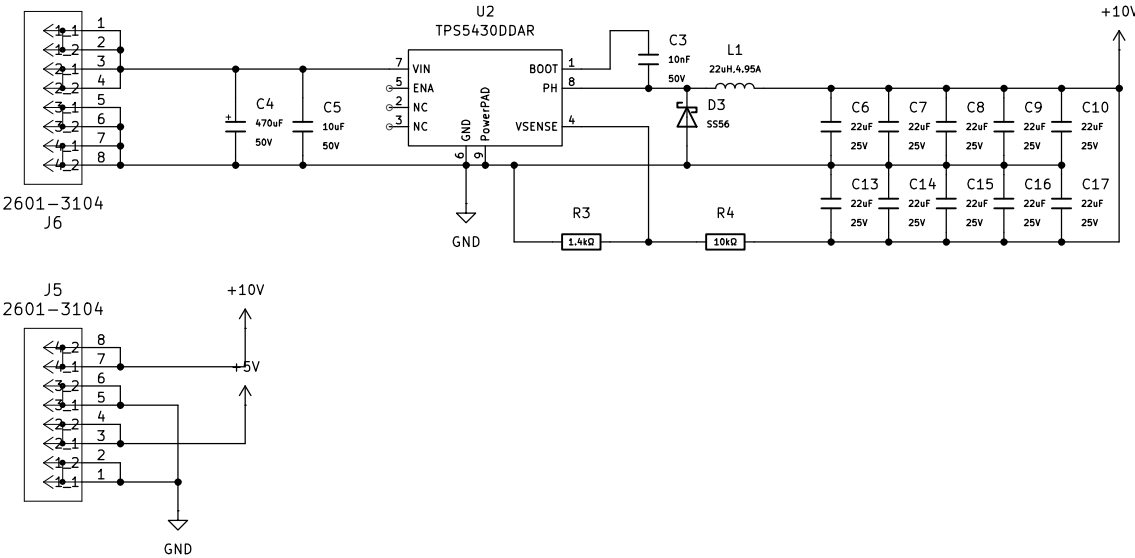 +10V
U2
TPS5430DDAR
1_1 1
1_2 2
2_1 3
2_2 4
3_1 5
3_2 6
4_1 7
4_2 8
2601-3104
J6
C4
470uF
50V
C5
10uF
50V
7 VIN
5 ENA
2 NC
3 NC
GND 6
PowerPAD 9
BOOT 1
PH 8
VSENSE 4
C3
10nF
50V
L1
22uH,4.95A
D3
SS56
C6
22uF
25V
C7
22uF
25V
C8
22uF
25V
C9
22uF
25V
C10
22uF
25V
C13
22uF
25V
C14
22uF
25V
C15
22uF
25V
C16
22uF
25V
C17
22uF
25V
GND
R3
1.4kΩ
R4
10kΩ
J5
2601-3104
+10V
4_2 8
4_1 7
+5V
3_2 6
3_1 5
2_2 4
2_1 3
1_2 2
1_1 1
GND